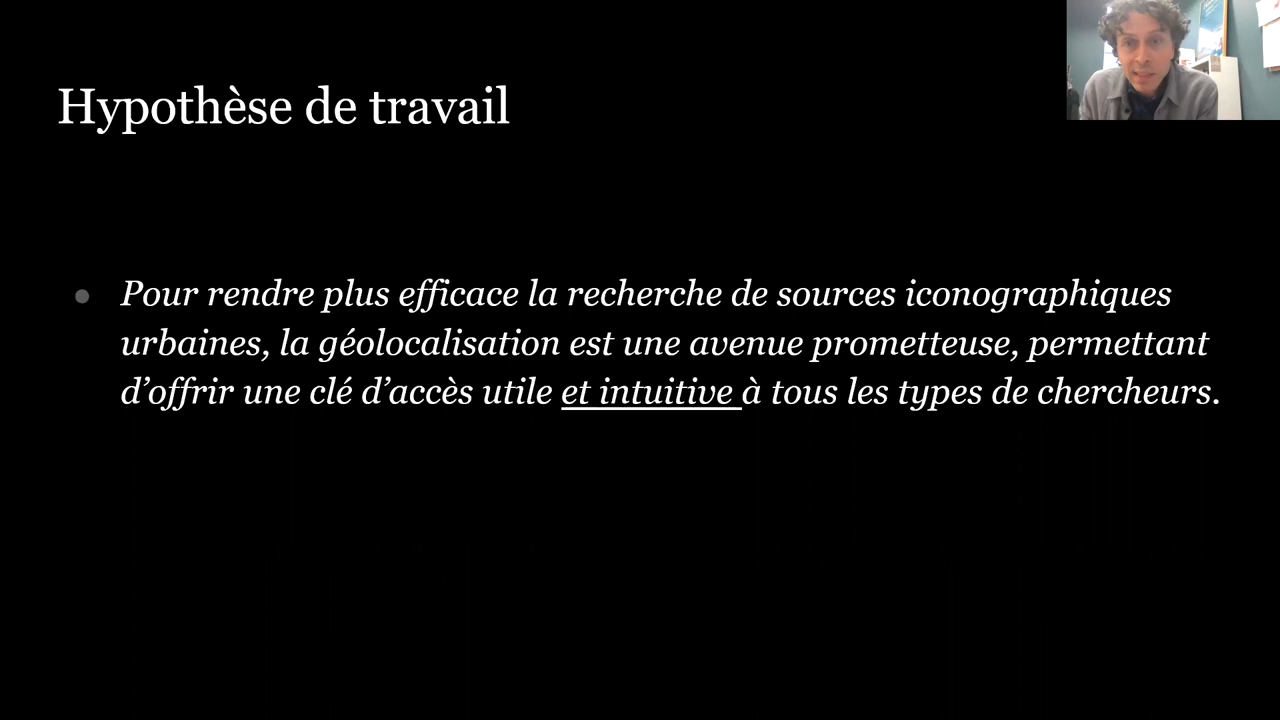 Hypothèse de travail
Pour rendre plus efficace la recherche de sources iconographiques
urbaines, la géolocalisation est une avenue prometteuse, permettant
d’offrir une clé d’accès utile et intuitive à tous les types de chercheurs.